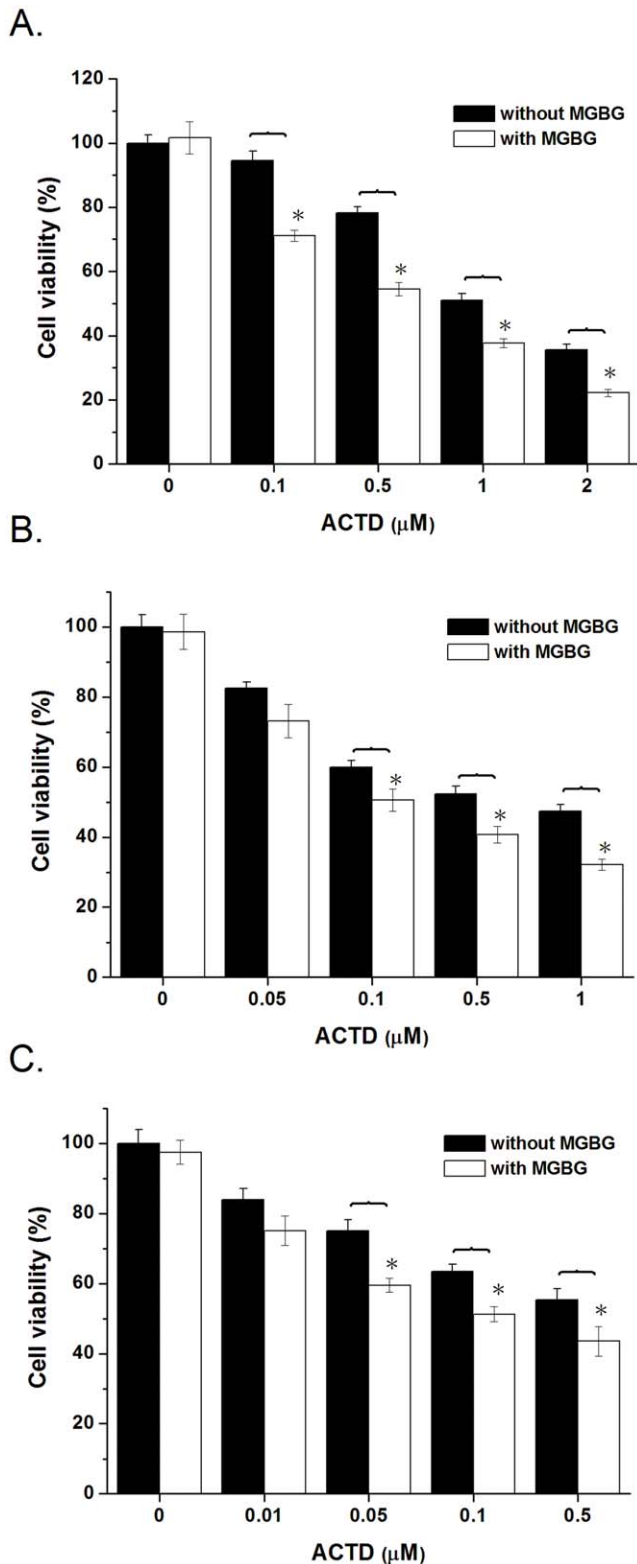 A.
120
100
80
60
40
20
0
Cell viability (%)
without MGBG
with MGBG
*
*
*
*
0 0.1 0.5 1 2
ACTD (μM)
B.
100
80
60
40
20
0
Cell viability (%)
without MGBG
with MGBG
*
*
*
0 0.05 0.1 0.5 1
ACTD (μM)
C.
100
80
60
40
20
0
Cell viability (%)
without MGBG
with MGBG
*
*
*
0 0.01 0.05 0.1 0.5
ACTD (μM)